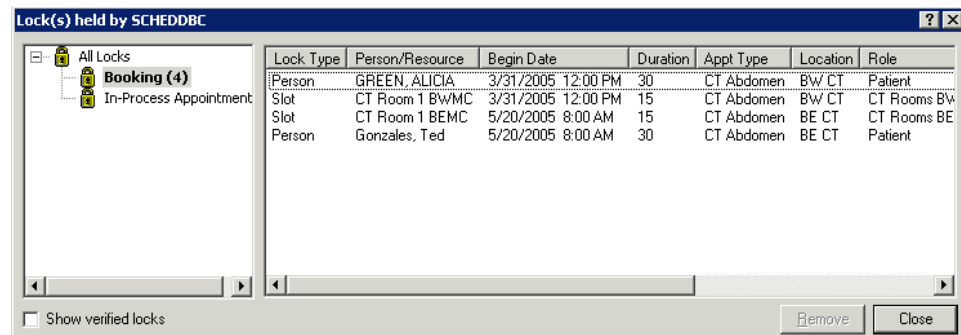 Lock(s) held by SCHEDDBC
All Locks
Booking (4)
In-Process Appointment
Lock Type Person/Resource Begin Date Duration Appt Type Location Role
Person GREEN, ALICIA 3/31/2005 12:00 PM 30 CT Abdomen BW CT Patient
Slot CT Room 1 BWMC 3/31/2005 12:00 PM 15 CT Abdomen BW CT CT Rooms BW
Slot CT Room 1 BEMC 5/20/2005 8:00 AM 15 CT Abdomen BE CT CT Rooms BE
Person Gonzales, Ted 5/20/2005 8:00 AM 30 CT Abdomen BE CT Patient
Show verified locks
Remove Close